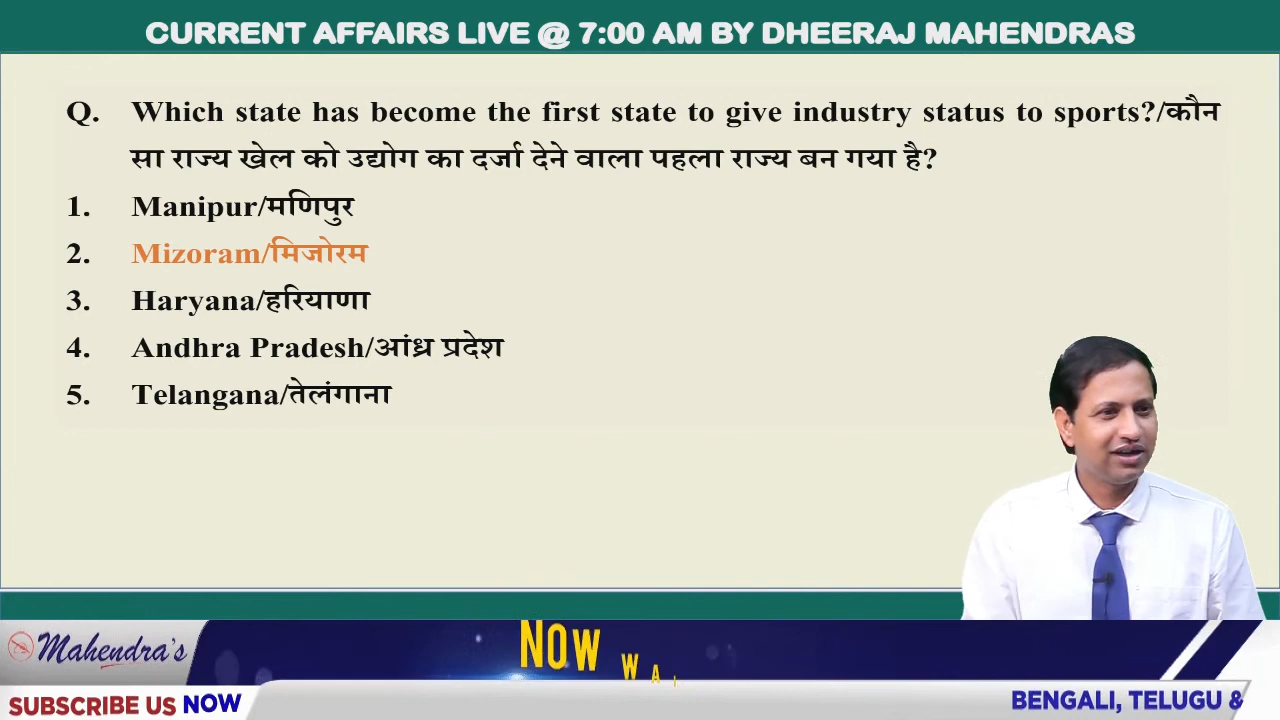 CURRENT AFFAIRS LIVE @ 7:00 AM BY DHEERAJ MAHENDRAS
Q. Which state has become the first state to give industry status to sports?/कौन
सा राज्य खेल को उद्योग का दर्जा देने वाला पहला राज्य बन गया है?
1. Manipur/मणिपुर
2. Mizoram/मिजोरम
3. Haryana/हरियाणा
4. Andhra Pradesh/आंध्र प्रदेश
5. Telangana/तेलंगाना
Mahendra's
NOW WA
SUBSCRIBE US NOW
BENGALI, TELUGU &